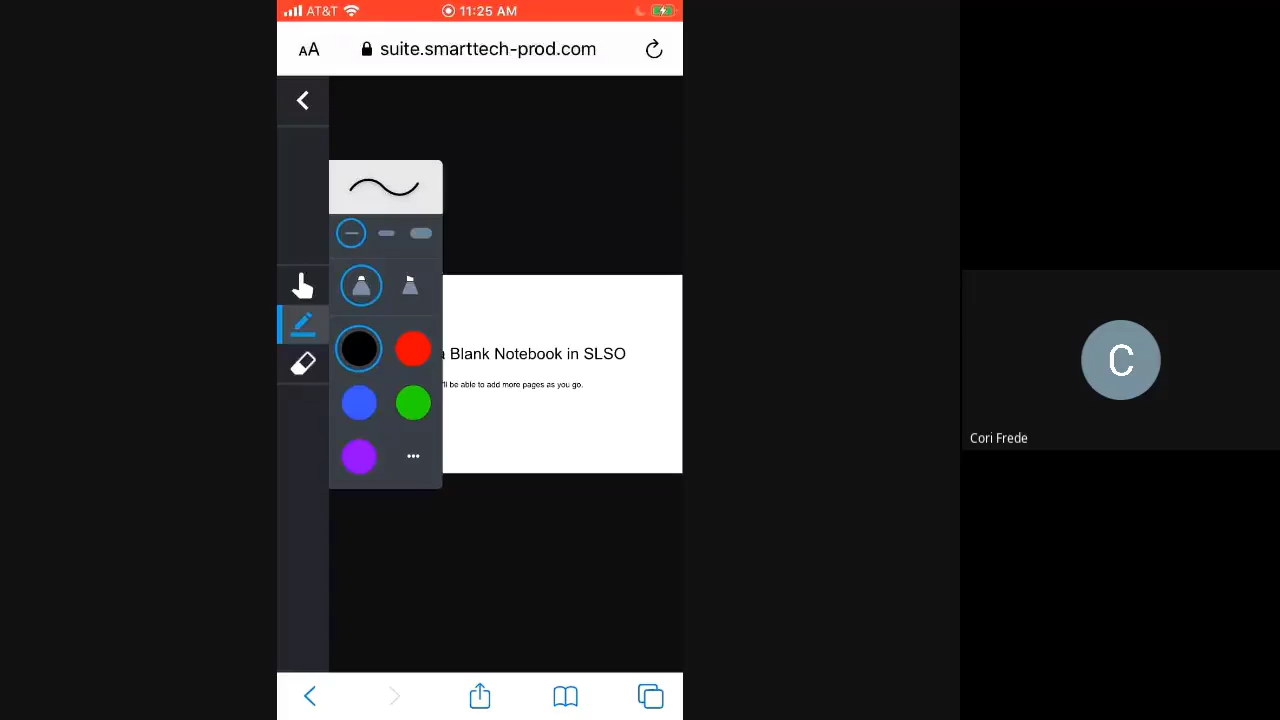 AT&T 11:25 AM
AA suite.smarttech-prod.com
a Blank Notebook in SLSO
'll be able to add more pages as you go.
C
Cori Frede